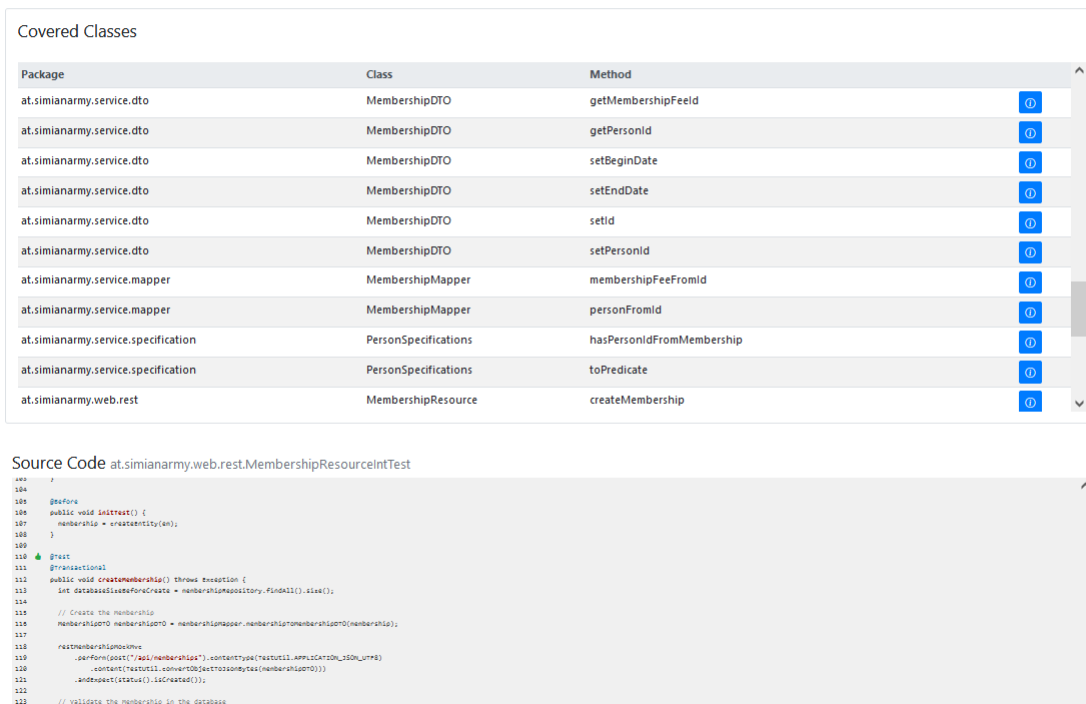 Covered Classes
Package Class Method
at.simianarmy.service.dto MembershipDTO getMembershipFeeId
at.simianarmy.service.dto MembershipDTO getPersonId
at.simianarmy.service.dto MembershipDTO setBeginDate
at.simianarmy.service.dto MembershipDTO setEndDate
at.simianarmy.service.dto MembershipDTO setId
at.simianarmy.service.dto MembershipDTO setPersonId
at.simianarmy.service.mapper MembershipMapper membershipFeeFromId
at.simianarmy.service.mapper MembershipMapper personFromId
at.simianarmy.service.specification PersonSpecifications hasPersonIdFromMembership
at.simianarmy.service.specification PersonSpecifications toPredicate
at.simianarmy.web.rest MembershipResource createMembership
Source Code at.simianarmy.web.rest.MembershipResourceIntTest
103 }
104
105 @Before
106 public void initTest() {
107 membership = createEntity(em);
108 }
109
110 @Test
111 @Transactional
112 public void createMembership() throws Exception {
113 int databaseSizeBeforeCreate = membershipRepository.findAll().size();
114
115 // Create the Membership
116 MembershipDTO membershipDTO = membershipMapper.membershipToMembershipDTO(membership);
117
118 restMembershipMockMvc
119 .perform(post("/api/memberships").contentType(TestUtil.APPLICATION_JSON_UTF8)
120 .content(TestUtil.convertObjectToJsonBytes(membershipDTO)))
121 .andExpect(status().isCreated());
122
123 // Validate the Membership in the database